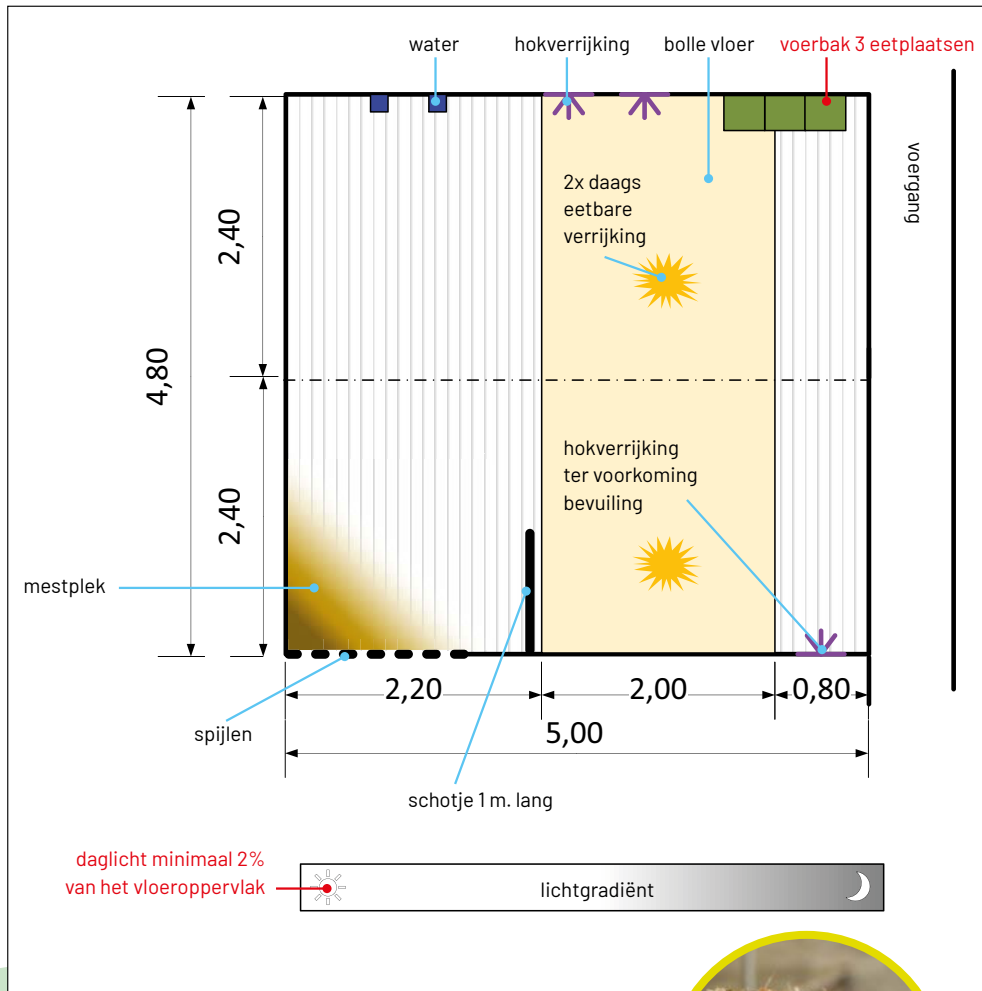 water
hokverrijking
bolle vloer
voerbak 3 eetplaatsen
voergang
2x daags
eetbare
verrijking
2,40
4,80
2,40
hokverrijking
ter voorkoming
bevuiling
mestplek
2,20
2,00
0,80
spijlen
5,00
schotje 1 m. lang
daglicht minimaal 2%
van het vloeroppervlak
lichtgradiënt